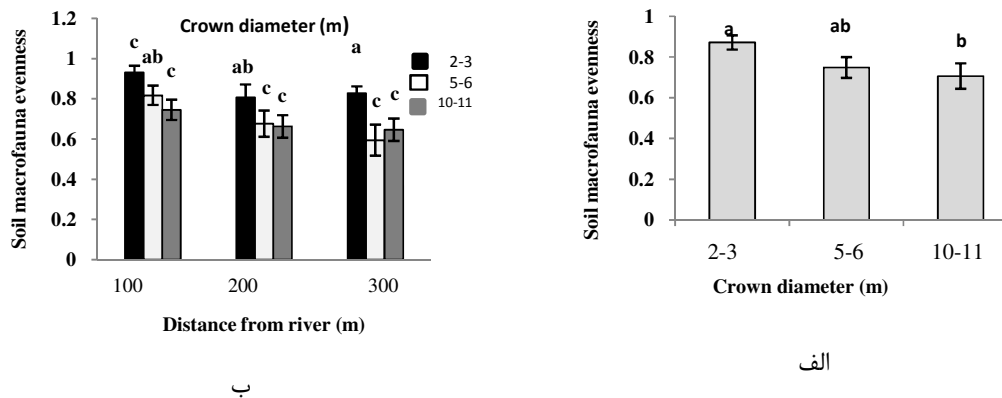 Soil macrofauna evenness
Crown diameter (m)
2-3
5-6
10-11
1.2
1
0.8
0.6
0.4
0.2
0
c ab c
ab c c
a c c
100 200 300
Distance from river (m)
ب
Soil macrofauna evenness
1
0.8
0.6
0.4
0.2
0
a ab b
2-3 5-6 10-11
Crown diameter (m)
الف